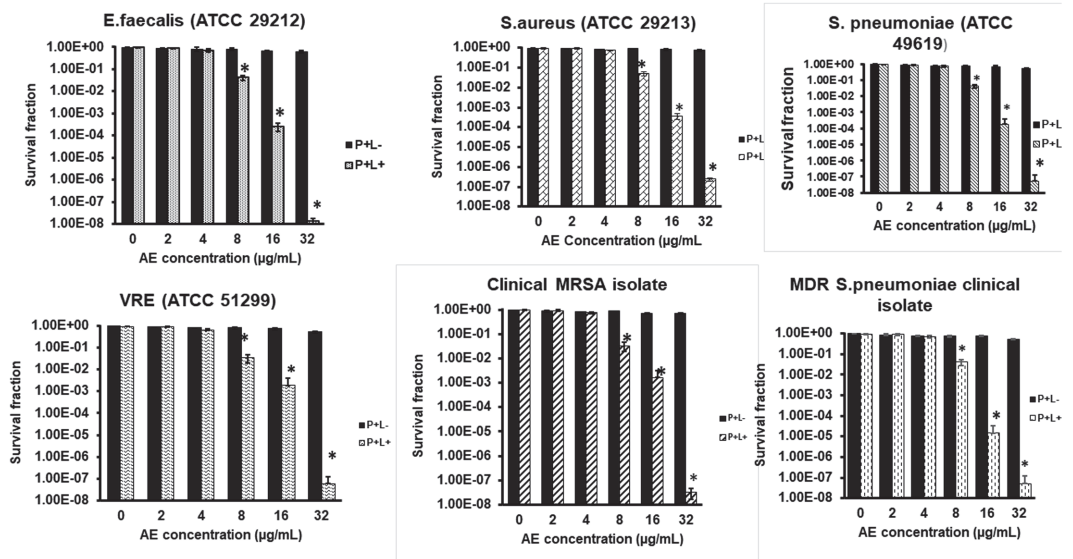 E.faecalis (ATCC 29212)
Survival fraction
1.00E+00
1.00E-01
1.00E-02
1.00E-03
1.00E-04
1.00E-05
1.00E-06
1.00E-07
1.00E-08
* * *
0 2 4 8 16 32
AE concentration (µg/mL)
P+L-
P+L+
S.aureus (ATCC 29213)
Survival fraction
1.00E+00
1.00E-01
1.00E-02
1.00E-03
1.00E-04
1.00E-05
1.00E-06
1.00E-07
1.00E-08
* * *
0 2 4 8 16 32
AE Concentration (µg/mL
P+L
P+L
S. pneumoniae (ATCC
49619)
Survival fraction
1.00E+00
1.00E-01
1.00E-02
1.00E-03
1.00E-04
1.00E-05
1.00E-06
1.00E-07
1.00E-08
* * *
0 2 4 8 16 32
AE concentration (µg/mL)
P+L
P+L
VRE (ATCC 51299)
Survival fraction
1.00E+00
1.00E-01
1.00E-02
1.00E-03
1.00E-04
1.00E-05
1.00E-06
1.00E-07
1.00E-08
* * *
0 2 4 8 16 32
AE concentration (µg/mL)
P+L-
P+L+
Clinical MRSA isolate
Survival fraction
1.00E+00
1.00E-01
1.00E-02
1.00E-03
1.00E-04
1.00E-05
1.00E-06
1.00E-07
1.00E-08
* * *
0 2 4 8 16 32
AE concentration (µg/mL)
P+L-
P+L+
MDR S.pneumoniae clinical
isolate
Survival fraction
1.00E+00
1.00E-01
1.00E-02
1.00E-03
1.00E-04
1.00E-05
1.00E-06
1.00E-07
1.00E-08
* * *
0 2 4 8 16 32
AE concentration (µg/mL)
P+L-
P+L+